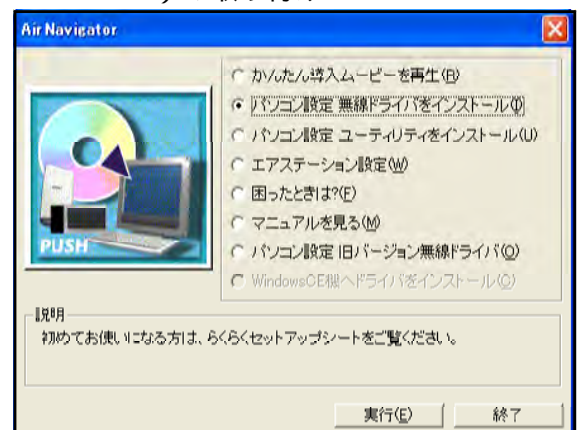 Air Navigator
かんたん導入ムービーを再生(R)
パソコン設定 無線ドライバをインストール(I)
パソコン設定 ユーティリティをインストール(U)
エアステーション設定(W)
困ったときは?(F)
マニュアルを見る(M)
パソコン設定 旧バージョン無線ドライバ(O)
WindowsCE機へドライバをインストール(C)
PUSH
説明
初めてお使いになる方は、らくらくセットアップシートをご覧ください。
実行(E)
終了